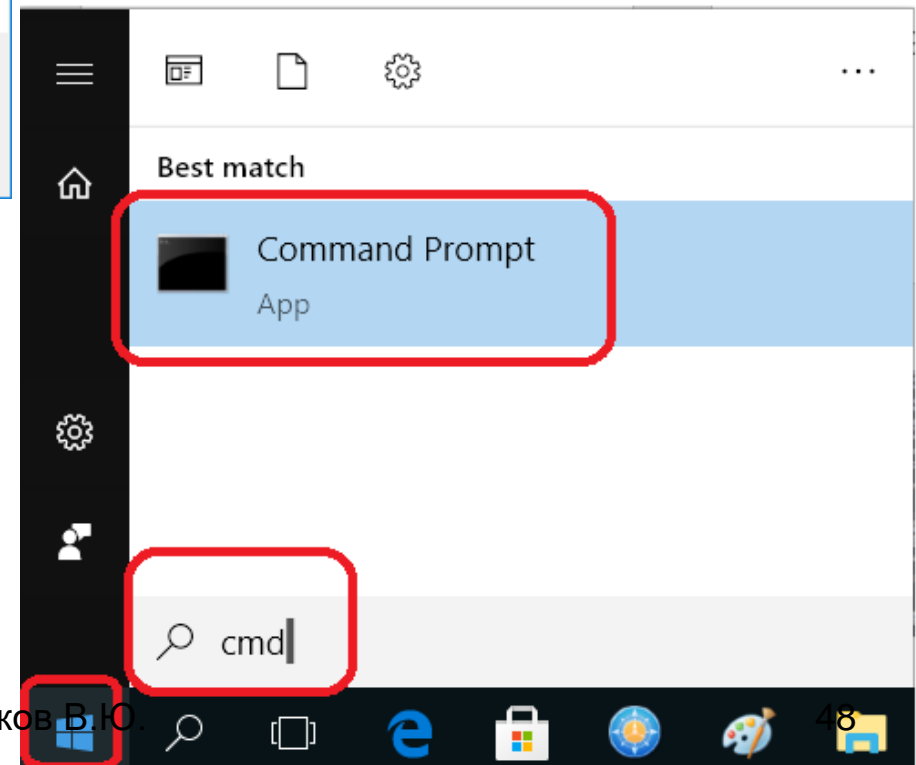 ...
Best match
Command Prompt
App
cmd
ков В.Ю.
48